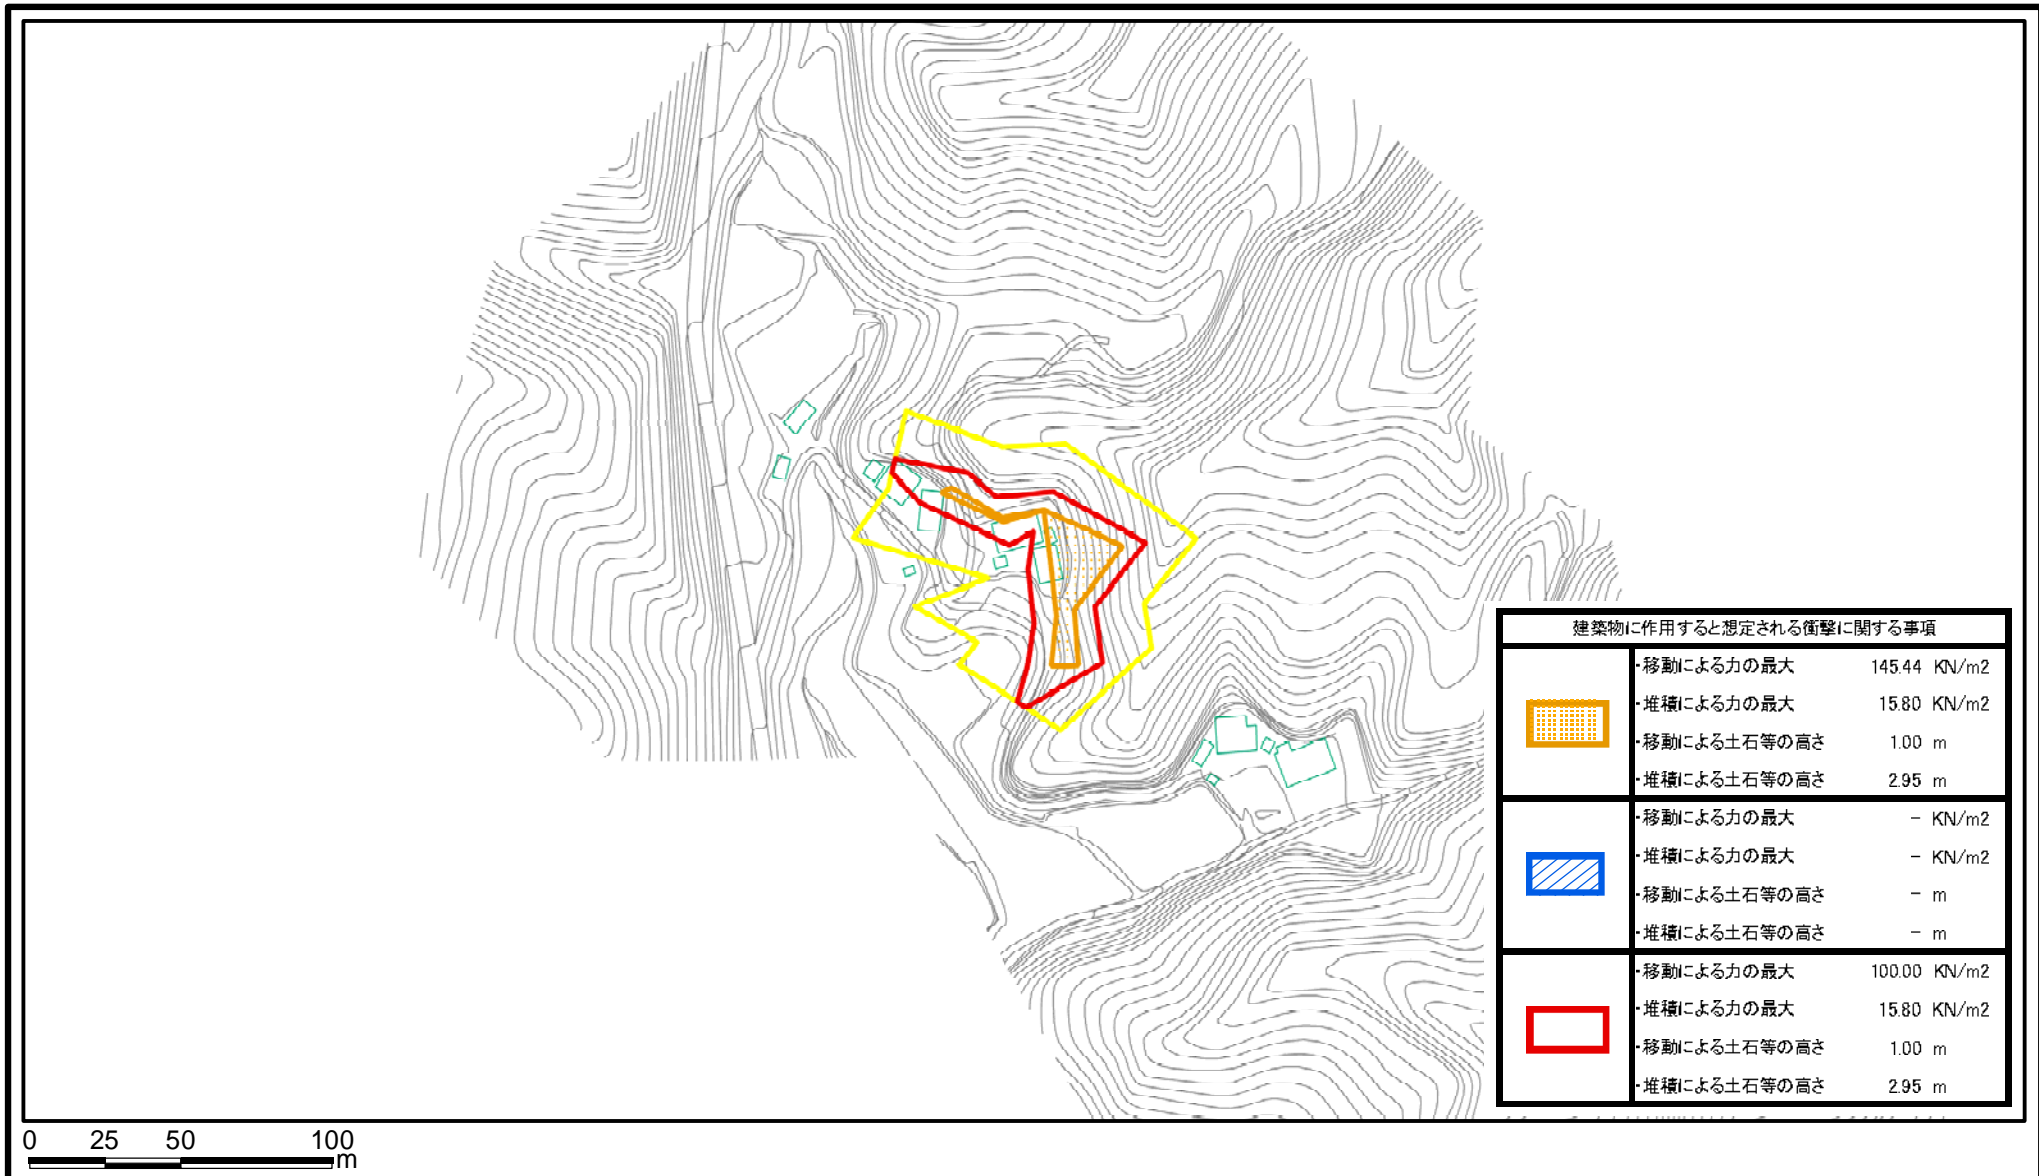 建築物に作用すると想定される衝撃に関する事項
・移動による力の最大 145.44 KN/m2
・堆積による力の最大 15.80 KN/m2
・移動による土石等の高さ 1.00 m
・堆積による土石等の高さ 2.95 m
・移動による力の最大 - KN/m2
・堆積による力の最大 - KN/m2
・移動による土石等の高さ - m
・堆積による土石等の高さ - m
・移動による力の最大 100.00 KN/m2
・堆積による力の最大 15.80 KN/m2
・移動による土石等の高さ 1.00 m
・堆積による土石等の高さ 2.95 m
0 25 50 100
m